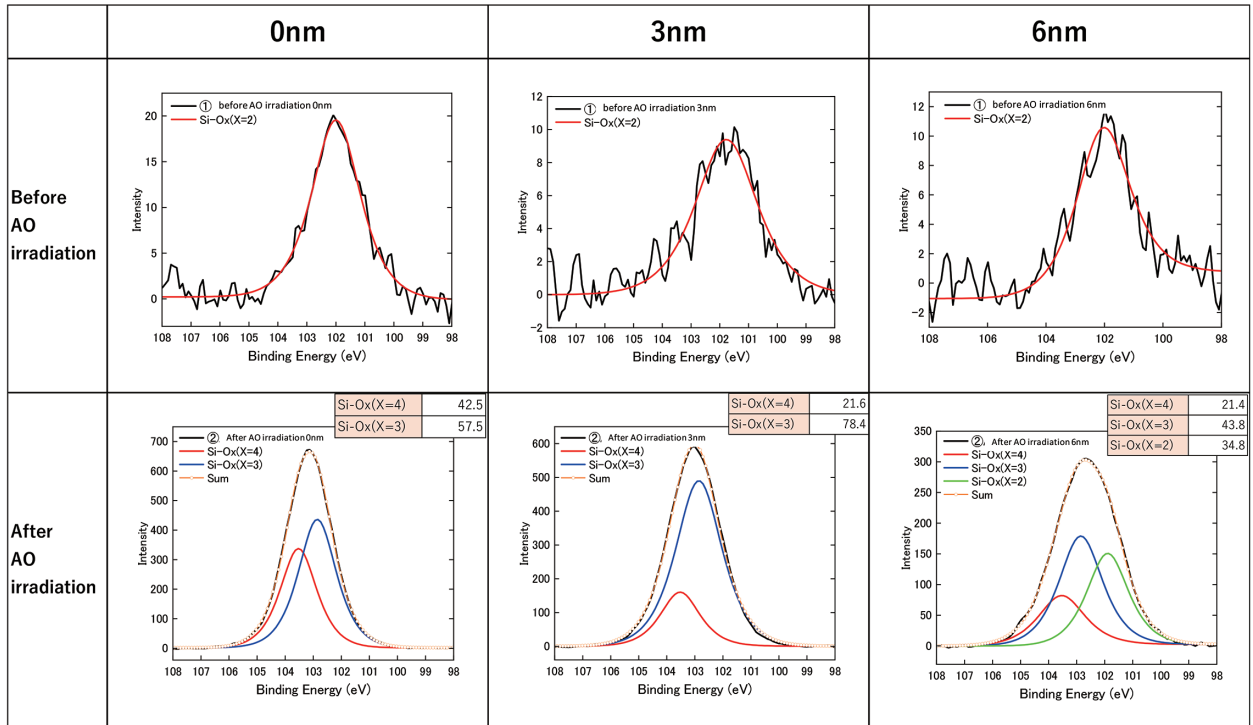 0nm
3nm
6nm
Before
AO
irradiation
① before AO irradiation 0nm
Si-Ox(X=2)
Intensity
20
15
10
5
0
108 107 106 105 104 103 102 101 100 99 98
Binding Energy (eV)
① before AO irradiation 3nm
Si-Ox(X=2)
Intensity
12
10
8
6
4
2
0
−2
108 107 106 105 104 103 102 101 100 99 98
Binding Energy (eV)
① before AO irradiation 6nm
Si-Ox(X=2)
Intensity
12
10
8
6
4
2
0
−2
108 106 104 102 100 98
Binding Energy (eV)
After
AO
irradiation
Si-Ox(X=4) 42.5
Si-Ox(X=3) 57.5
② After AO irradiation 0nm
Si-Ox(X=4)
Si-Ox(X=3)
Sum
Intensity
700
600
500
400
300
200
100
0
108 107 106 105 104 103 102 101 100 99 98
Binding Energy (eV)
Si-Ox(X=4) 21.6
Si-Ox(X=3) 78.4
② After AO irradiation 3nm
Si-Ox(X=4)
Si-Ox(X=3)
Sum
Intensity
600
500
400
300
200
100
0
108 107 106 105 104 103 102 101 100 99 98
Binding Energy (eV)
Si-Ox(X=4) 21.4
Si-Ox(X=3) 43.8
Si-Ox(X=2) 34.8
② After AO irradiation 6nm
Si-Ox(X=4)
Si-Ox(X=3)
Si-Ox(X=2)
Sum
Intensity
350
300
250
200
150
100
50
0
108 107 106 105 104 103 102 101 100 99 98
Binding Energy (eV)